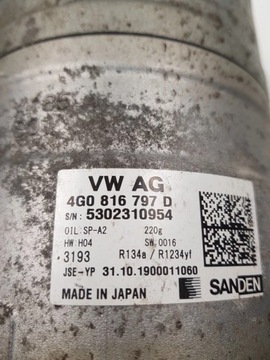 VW AG
4G0 816 797 D
S/N: 5302310954
OIL:SP-A2 220g
HW:H04 SW:0016
3193 R134a / R1234yf
JSE-YP 31.10.1900011060
MADE IN JAPAN SANDEN